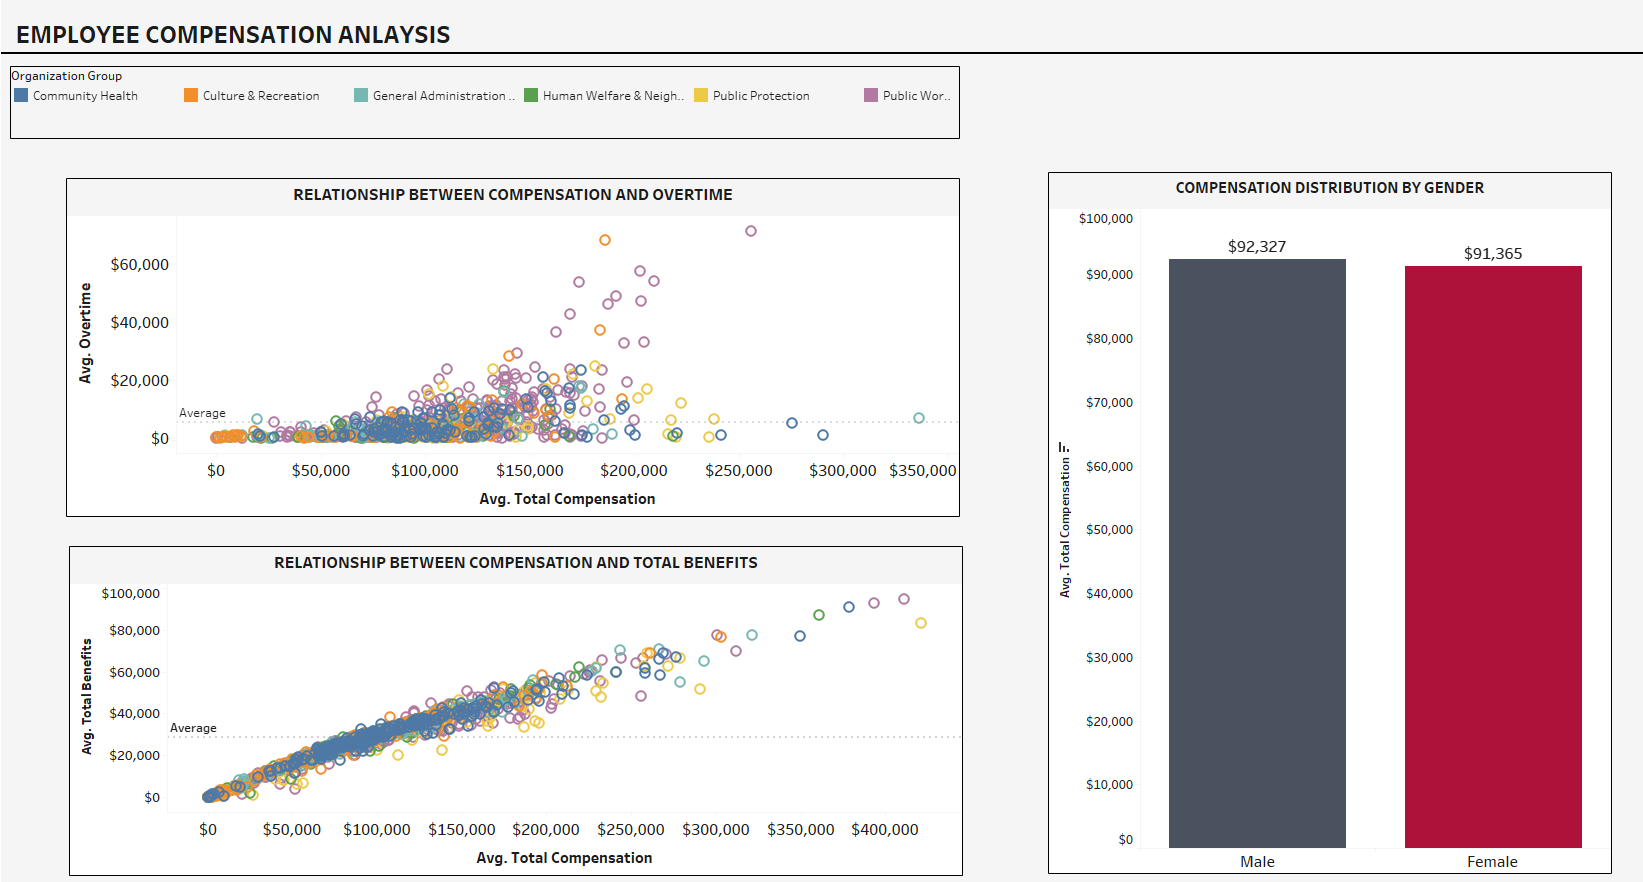 EMPLOYEE COMPENSATION ANLAYSIS
Organization Group
Community Health
Culture & Recreation
General Administration ..
Human Welfare & Neigh..
Public Protection
Public Wor..
RELATIONSHIP BETWEEN COMPENSATION AND OVERTIME
Avg. Overtime
$60,000
$40,000
$20,000
$0
Average
$0
$50,000
$100,000
$150,000
$200,000
$250,000
$300,000
$350,000
Avg. Total Compensation
RELATIONSHIP BETWEEN COMPENSATION AND TOTAL BENEFITS
Avg. Total Benefits
$100,000
$80,000
$60,000
$40,000
$20,000
$0
Average
$0
$50,000
$100,000
$150,000
$200,000
$250,000
$300,000
$350,000
$400,000
Avg. Total Compensation
COMPENSATION DISTRIBUTION BY GENDER
Avg. Total Compensation
$100,000
$90,000
$80,000
$70,000
$60,000
$50,000
$40,000
$30,000
$20,000
$10,000
$0
$92,327
$91,365
Male
Female